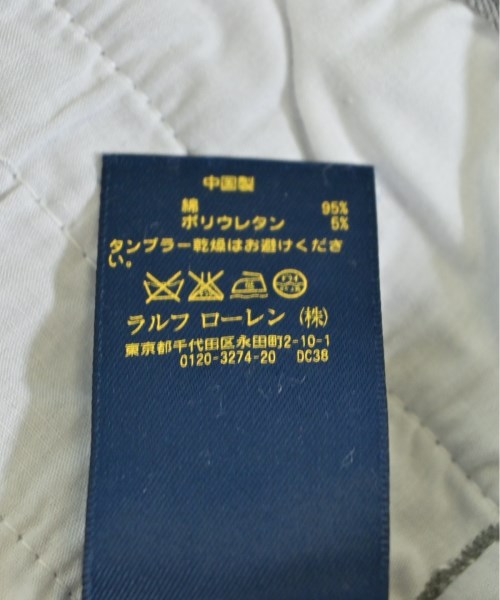 中国製
綿 95%
ポリウレタン 5%
タンブラー乾燥はお避けくださ
い。
ラルフ ローレン (株)
東京都千代田区永田町2-10-1
0120-3274-20 DC38